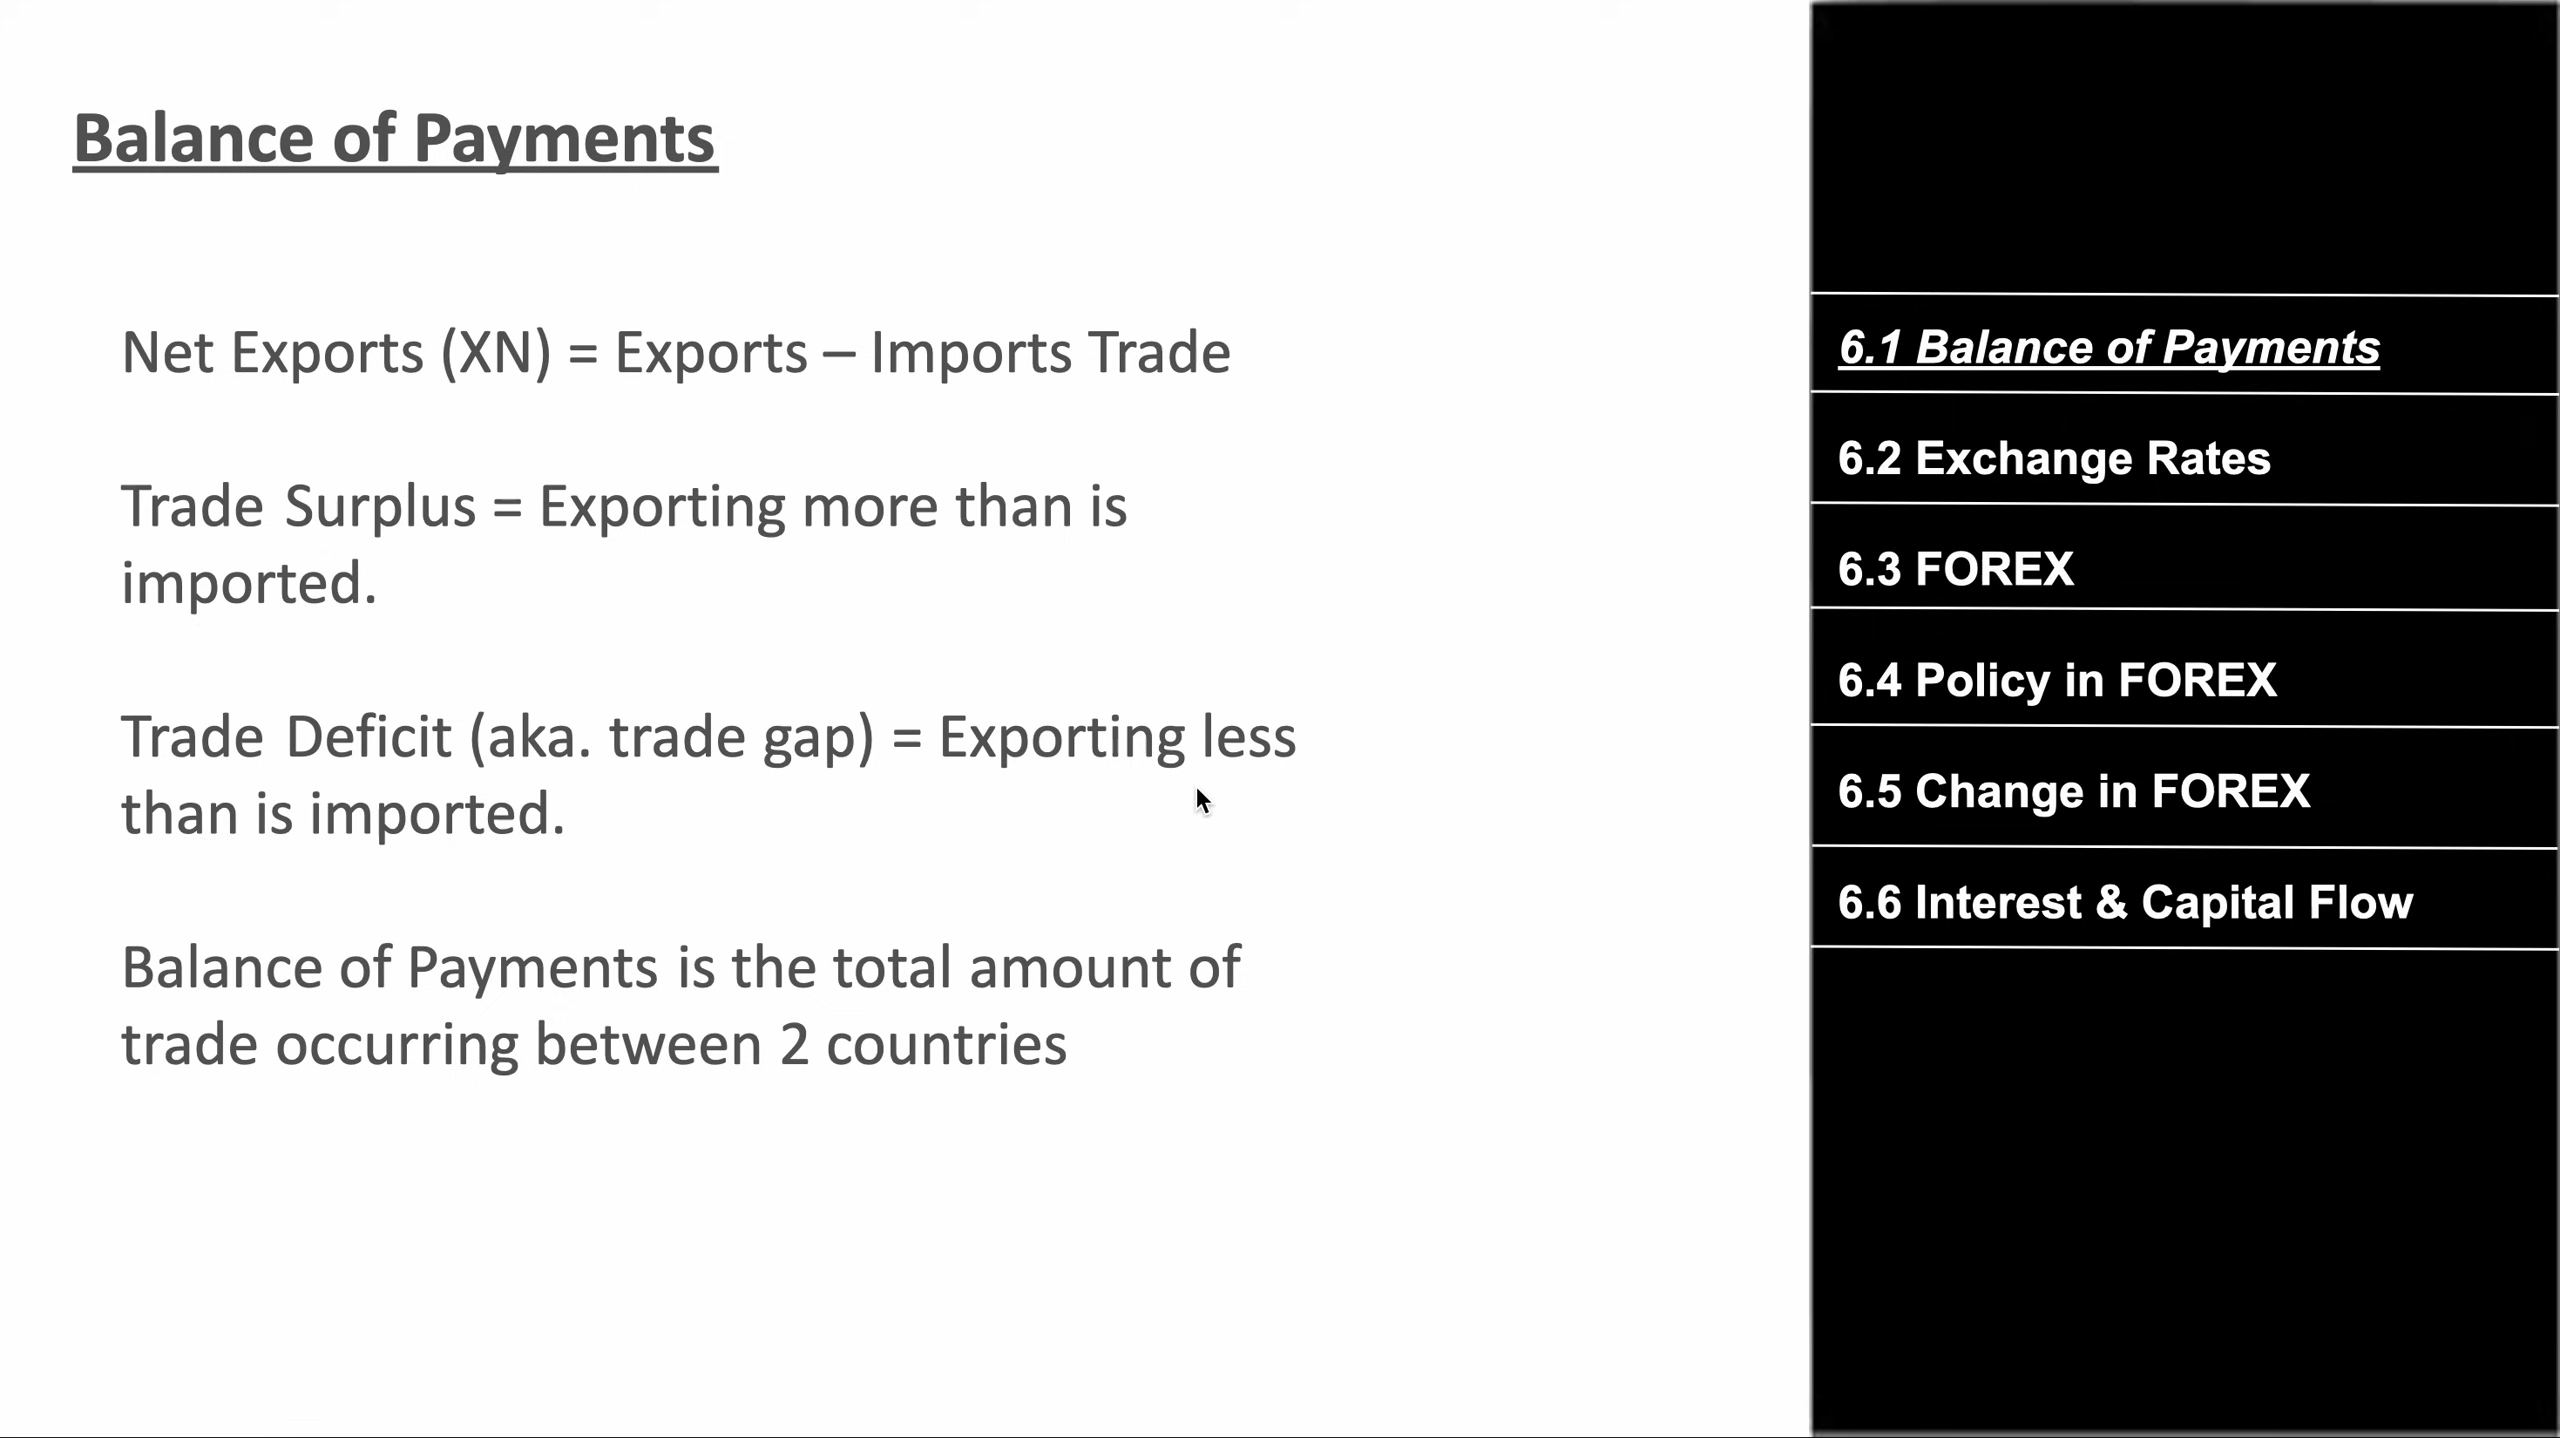 Balance of Payments
Net Exports (XN) = Exports – Imports Trade
Trade Surplus = Exporting more than is
imported.
Trade Deficit (aka. trade gap) = Exporting less
than is imported.
Balance of Payments is the total amount of
trade occurring between 2 countries
6.1 Balance of Payments
6.2 Exchange Rates
6.3 FOREX
6.4 Policy in FOREX
6.5 Change in FOREX
6.6 Interest & Capital Flow